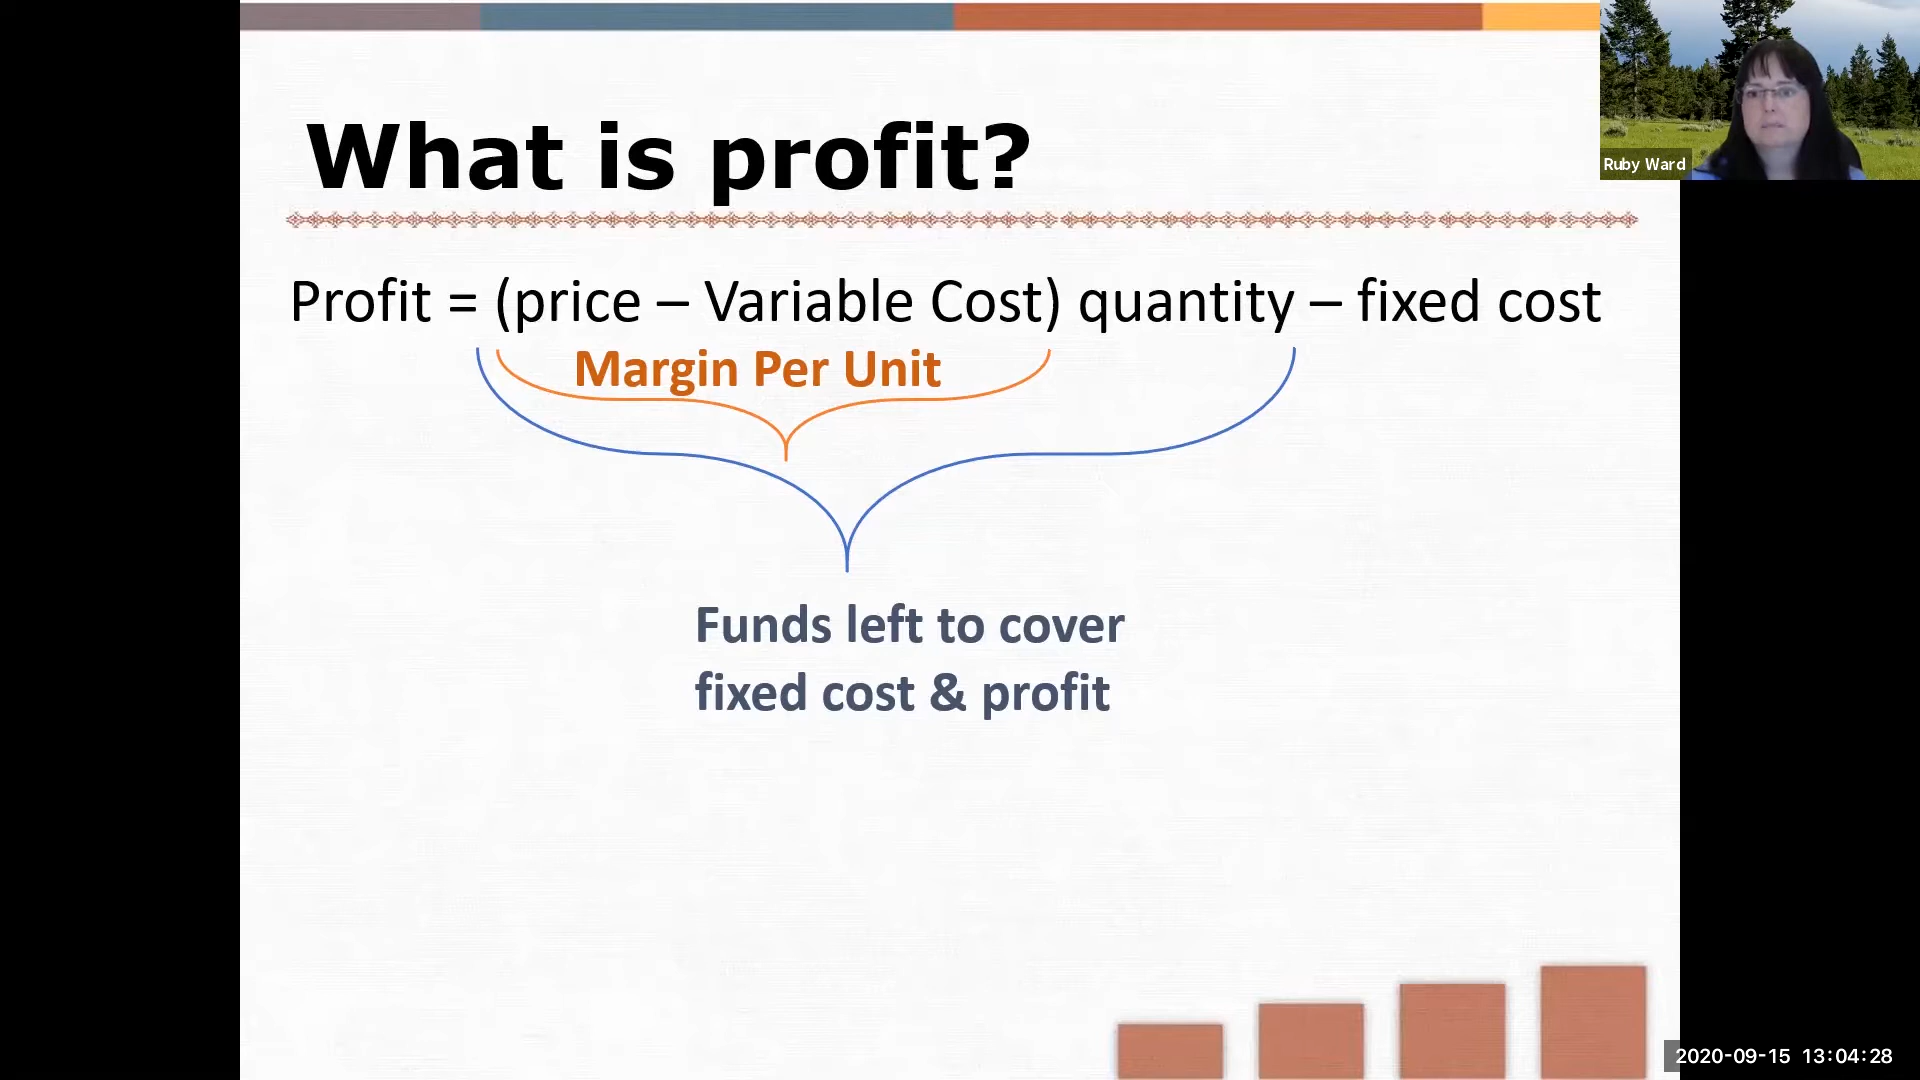 What is profit?
Ruby Ward
Profit = (price – Variable Cost) quantity – fixed cost
Margin Per Unit
Funds left to cover
fixed cost & profit
2020-09-15 13:04:28